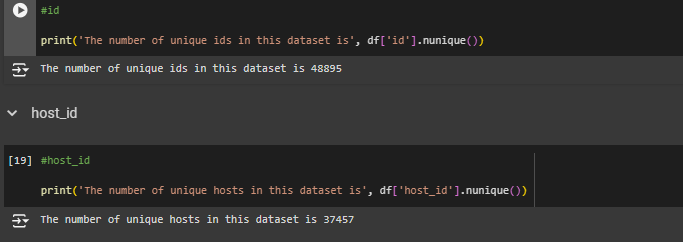 #id
print('The number of unique ids in this dataset is', df['id'].nunique())
The number of unique ids in this dataset is 48895
host_id
[19] #host_id
print('The number of unique hosts in this dataset is', df['host_id'].nunique())
The number of unique hosts in this dataset is 37457